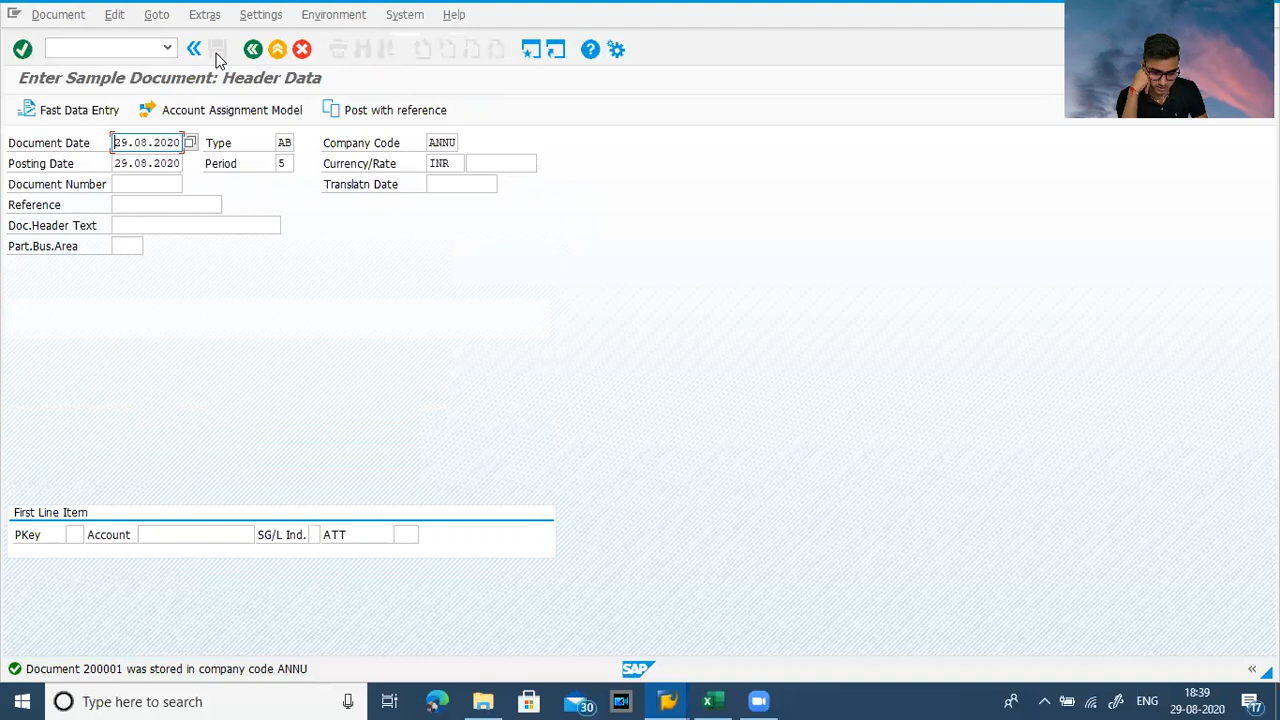 Document Edit Goto Extras Settings Environment System Help
Enter Sample Document: Header Data
Fast Data Entry Account Assignment Model Post with reference
Document Date 29.08.2020 Type AB Company Code ANNU
Posting Date 29.08.2020 Period 5 Currency/Rate INR
Document Number Translatn Date
Reference
Doc.Header Text
Part.Bus.Area
First Line Item
PKey Account SG/L Ind. ATT
Document 200001 was stored in company code ANNU SAP
Type here to search 30 ENG 18:39
29-08-2020 17